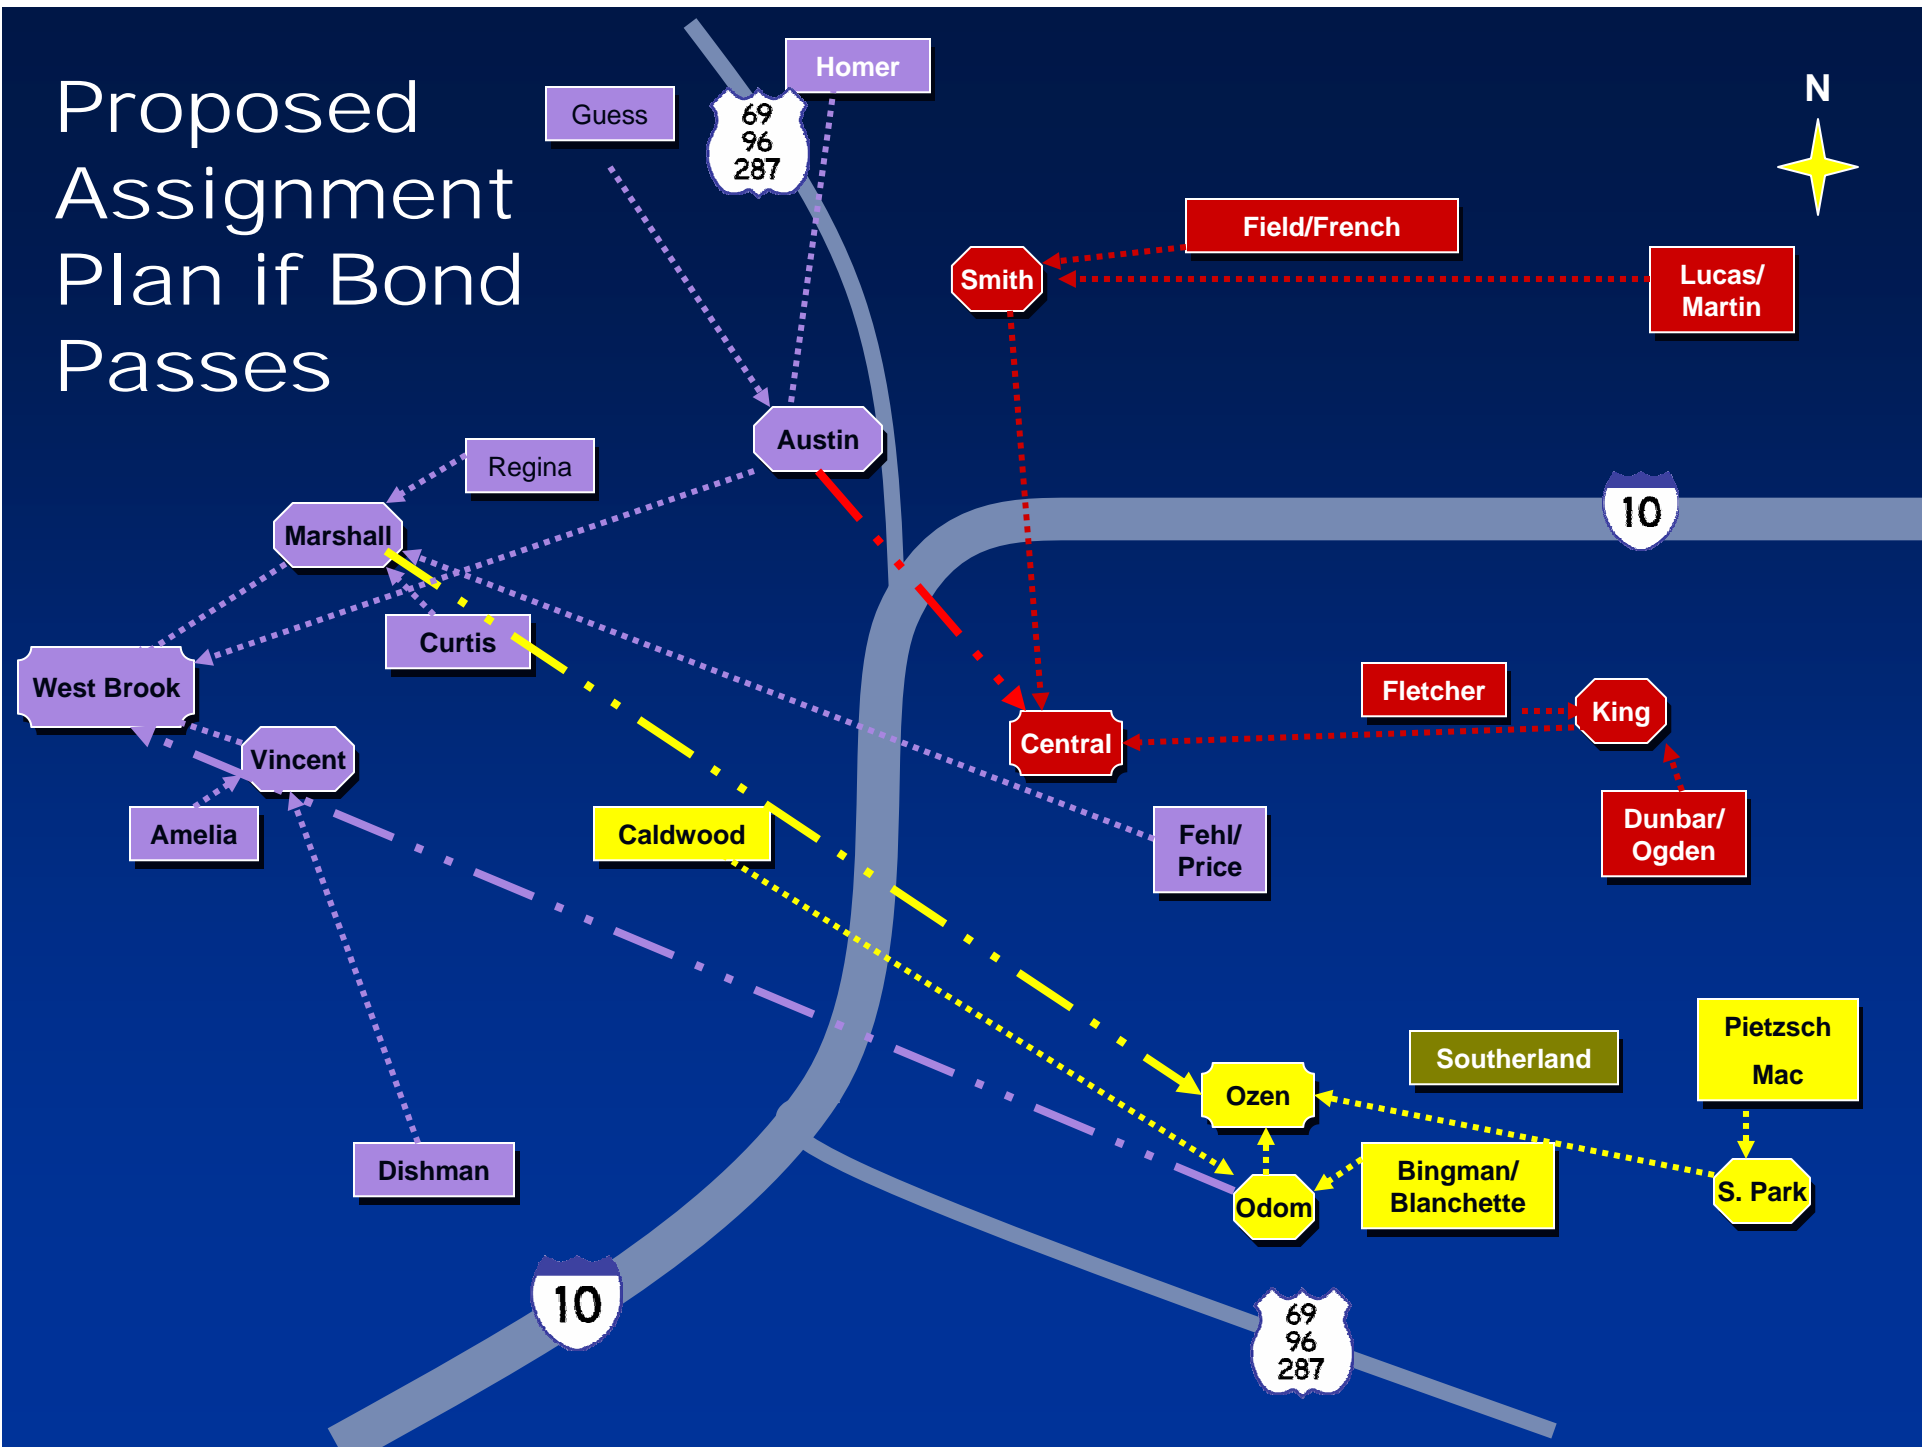 Proposed
Assignment
Plan if Bond
Passes
Homer
Guess
69
96
287
N
Field/French
Smith
Lucas/
Martin
Austin
Regina
10
Marshall
Curtis
West Brook
Fletcher
King
Central
Vincent
Amelia
Caldwood
Fehl/
Price
Dunbar/
Ogden
Pietzsch
Mac
Southerland
Ozen
Dishman
Bingman/
Blanchette
S. Park
Odom
10
69
96
287